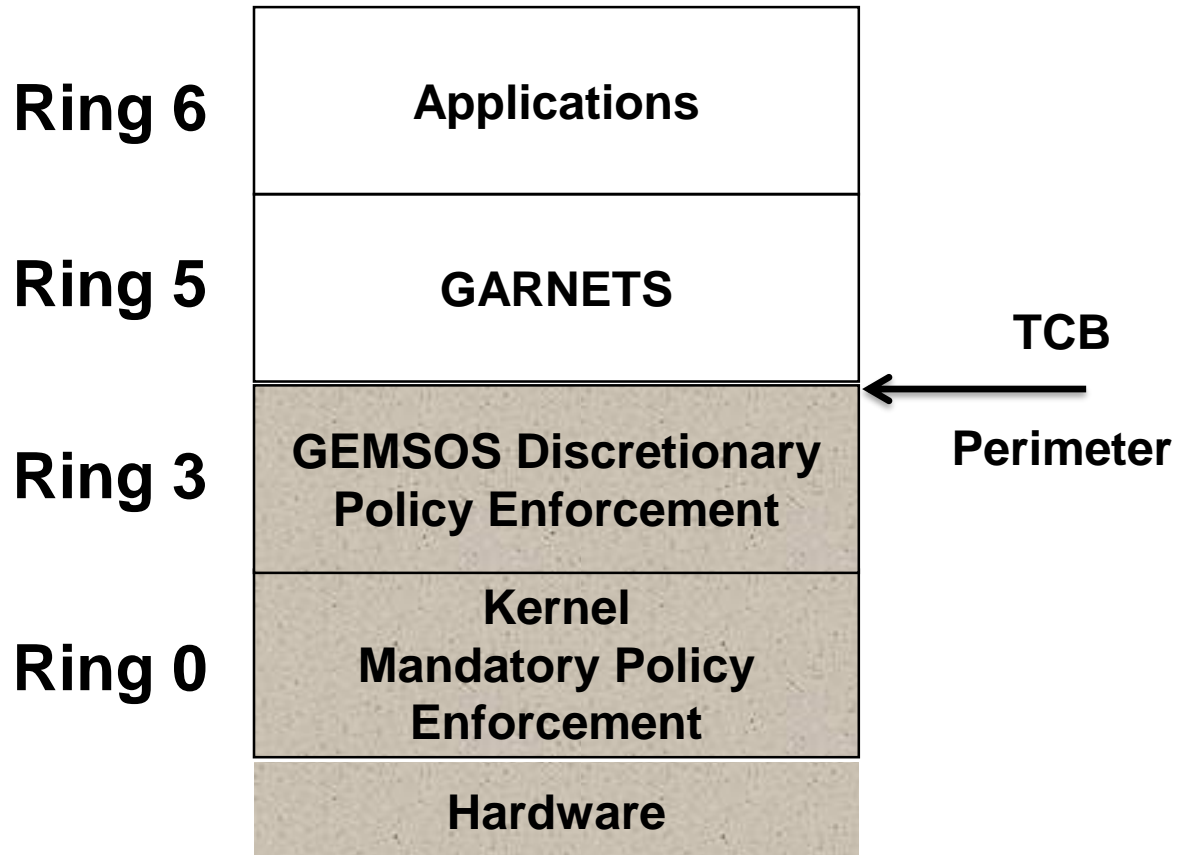 Ring 6
Applications
Ring 5
GARNETS
TCB
Perimeter
Ring 3
GEMSOS Discretionary
Policy Enforcement
Ring 0
Kernel
Mandatory Policy
Enforcement
Hardware